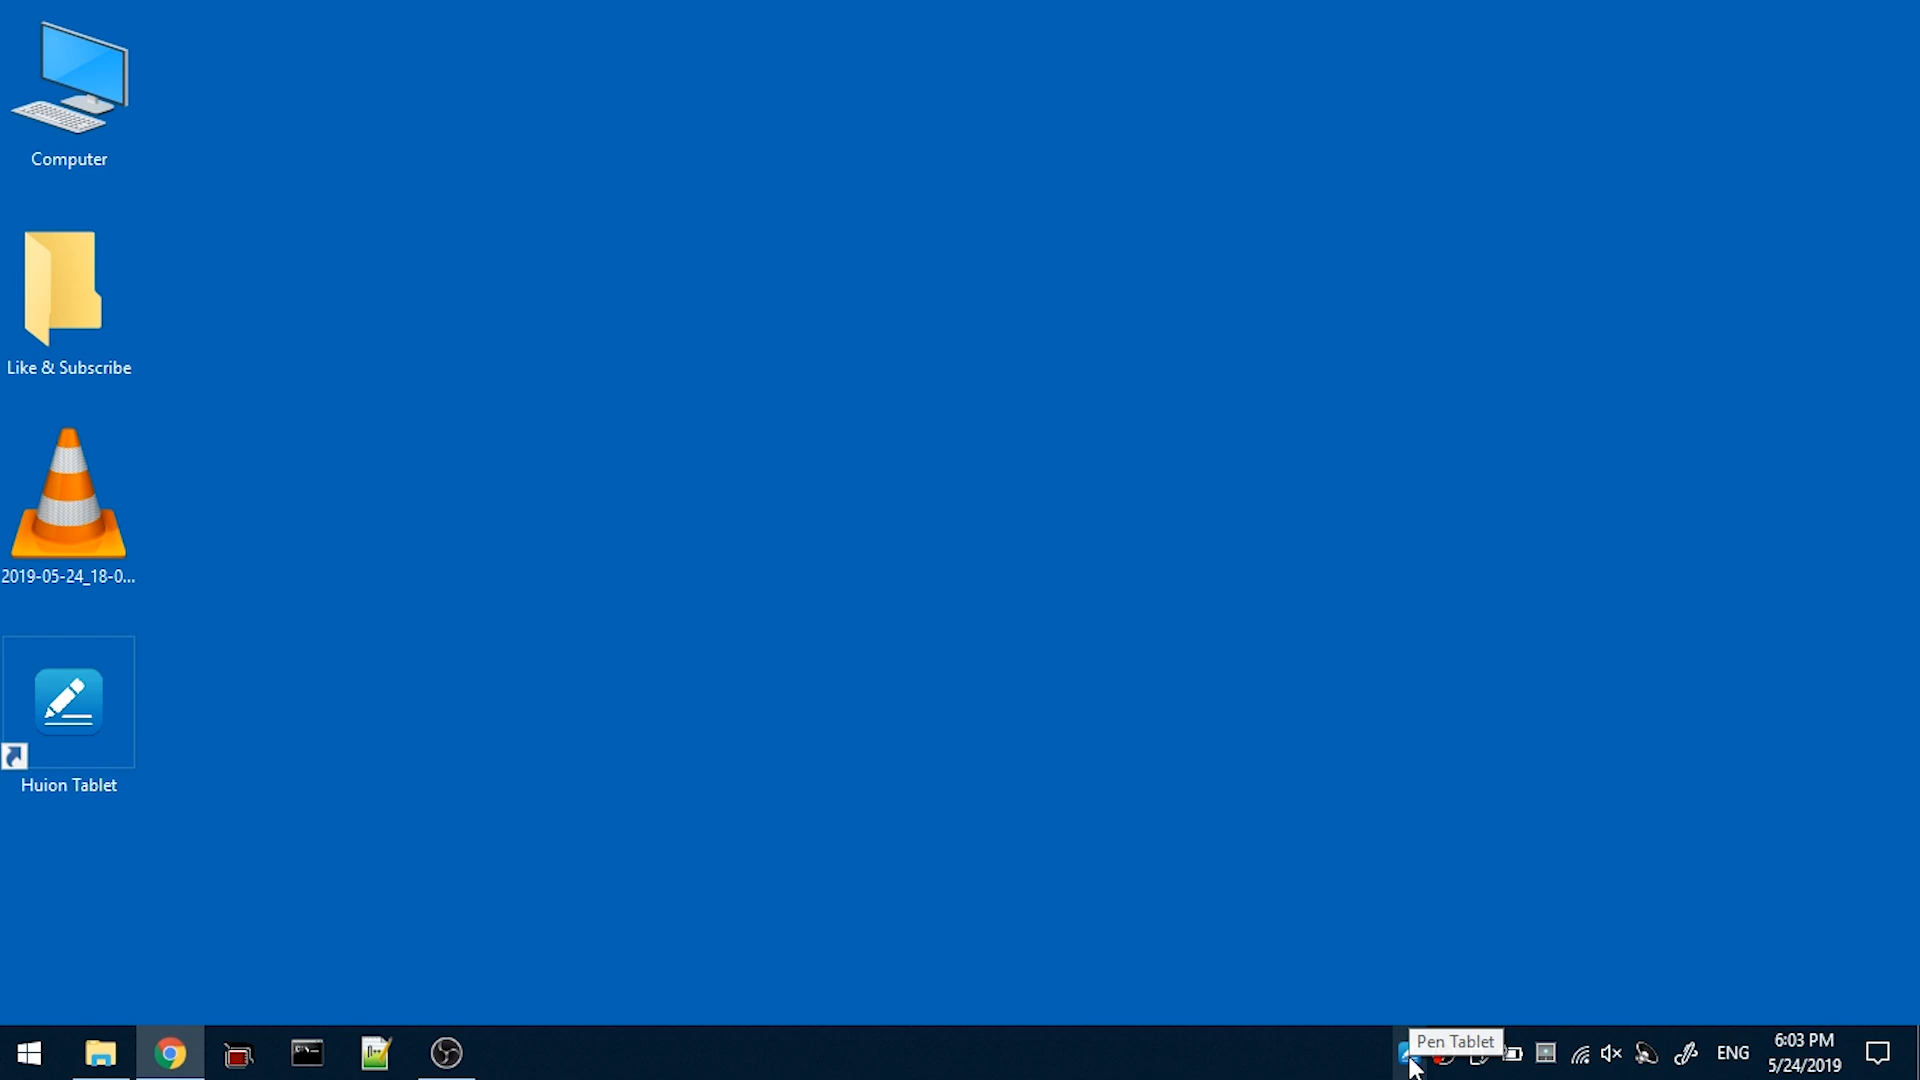 Computer
Like & Subscribe
2019-05-24_18-0...
Huion Tablet
Pen Tablet
ENG
6:03 PM
5/24/2019